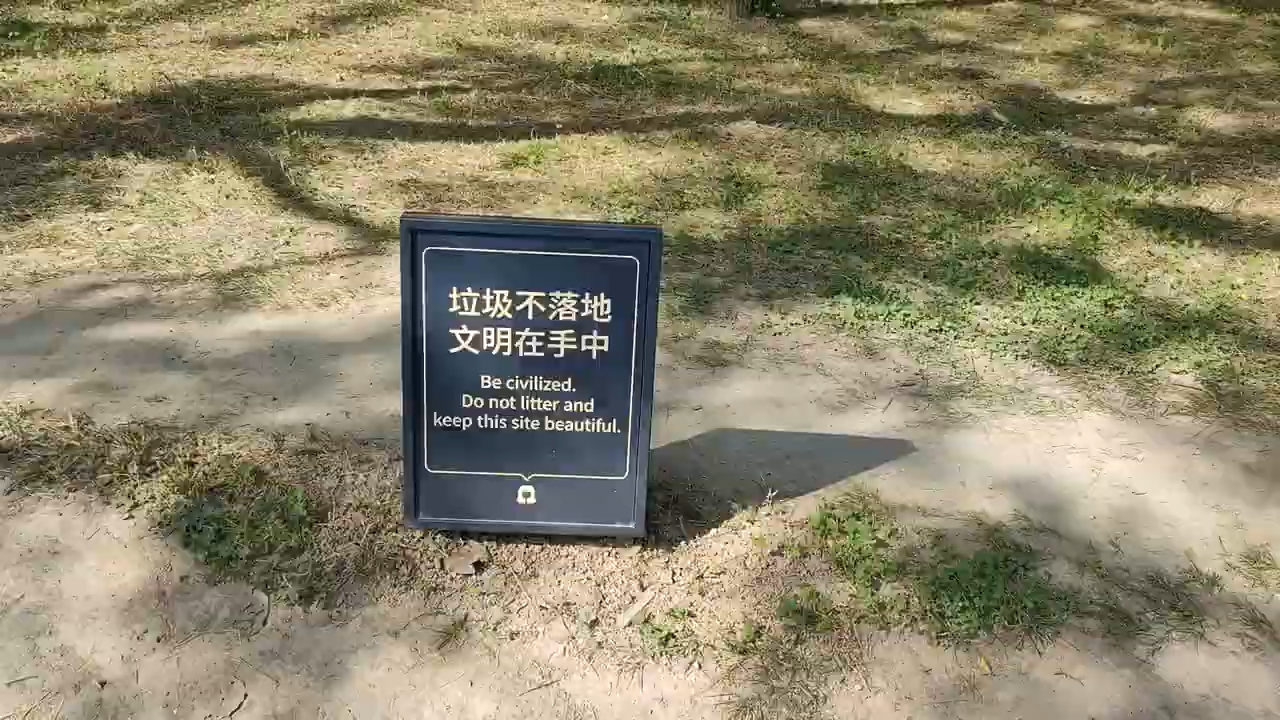 垃圾不落地
文明在手中
Be civilized.
Do not litter and
keep this site beautiful.